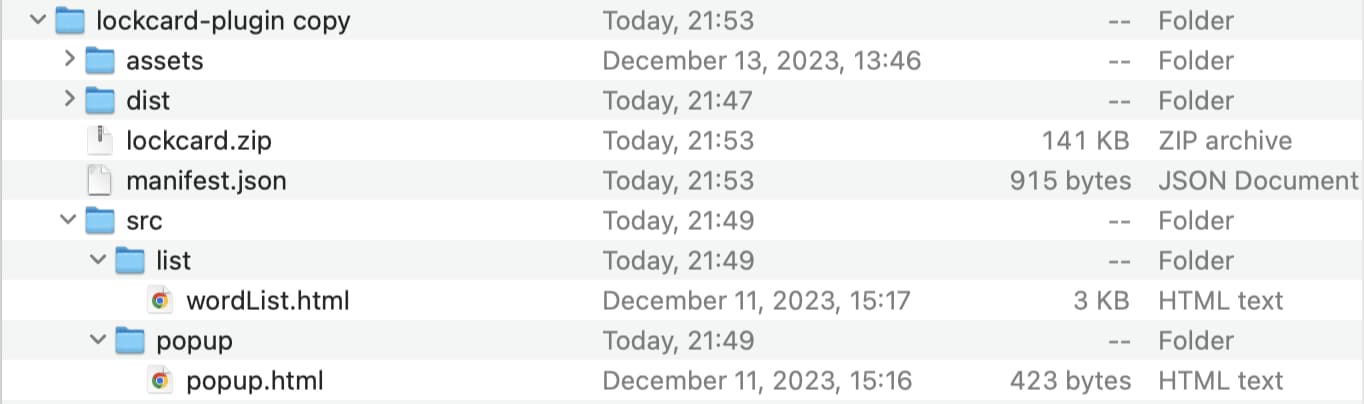 lockcard-plugin copy Today, 21:53 -- Folder
assets December 13, 2023, 13:46 -- Folder
dist Today, 21:47 -- Folder
lockcard.zip Today, 21:53 141 KB ZIP archive
manifest.json Today, 21:53 915 bytes JSON Document
src Today, 21:49 -- Folder
list Today, 21:49 -- Folder
wordList.html December 11, 2023, 15:17 3 KB HTML text
popup Today, 21:49 -- Folder
popup.html December 11, 2023, 15:16 423 bytes HTML text